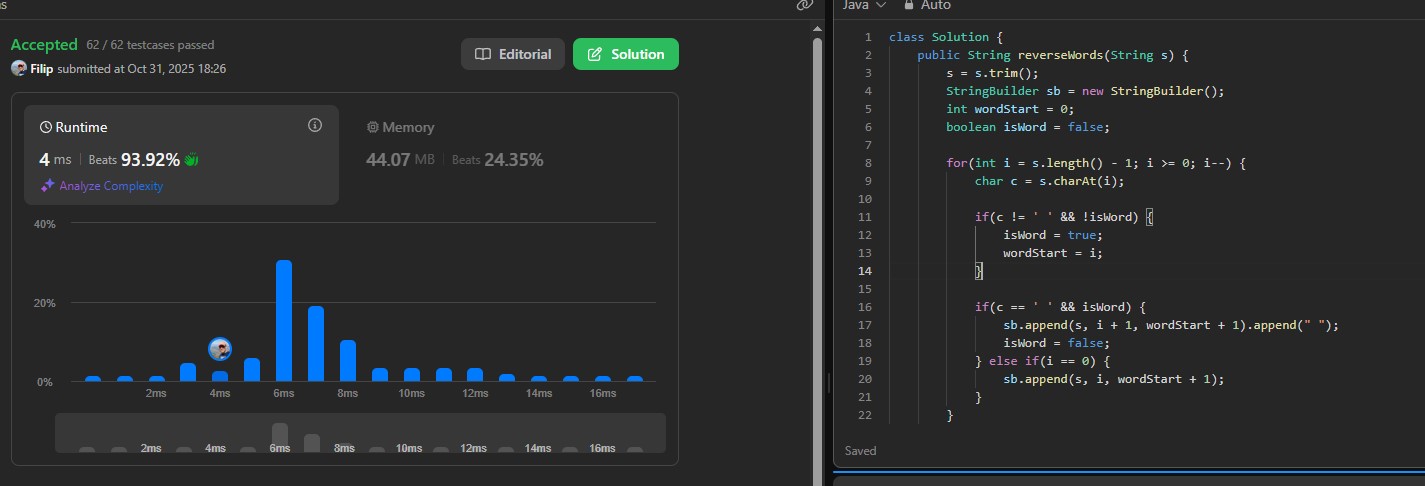 Accepted 62 / 62 testcases passed
Filip submitted at Oct 31, 2025 18:26
Editorial
Solution
Runtime
4 ms | Beats 93.92%
Analyze Complexity
Memory
44.07 MB | Beats 24.35%
40%
20%
0%
2ms 4ms 6ms 8ms 10ms 12ms 14ms 16ms
2ms 4ms 6ms 8ms 10ms 12ms 14ms 16ms
Java Auto
1 class Solution {
2     public String reverseWords(String s) {
3         s = s.trim();
4         StringBuilder sb = new StringBuilder();
5         int wordStart = 0;
6         boolean isWord = false;
7
8         for(int i = s.length() - 1; i >= 0; i--) {
9             char c = s.charAt(i);
10
11             if(c != ' ' && !isWord) {
12                 isWord = true;
13                 wordStart = i;
14             }
15
16             if(c == ' ' && isWord) {
17                 sb.append(s, i + 1, wordStart + 1).append(" ");
18                 isWord = false;
19             } else if(i == 0) {
20                 sb.append(s, i, wordStart + 1);
21             }
22         }
Saved